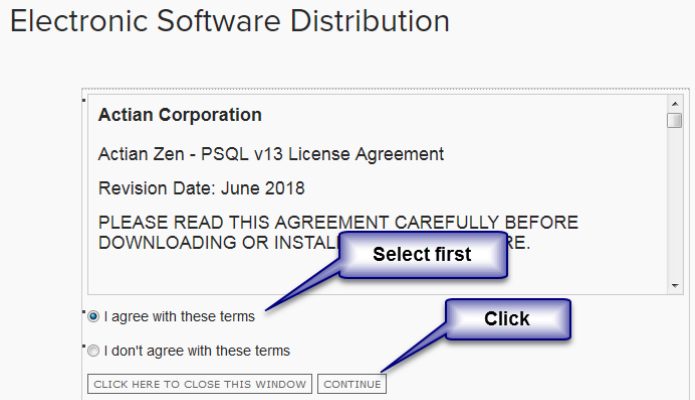 Electronic Software Distribution
Actian Corporation
Actian Zen - PSQL v13 License Agreement
Revision Date: June 2018
PLEASE READ THIS AGREEMENT CAREFULLY BEFORE
DOWNLOADING OR
Select first
I agree with these terms
Click
I don't agree with these terms
CLICK HERE TO CLOSE THIS WINDOW CONTINUE